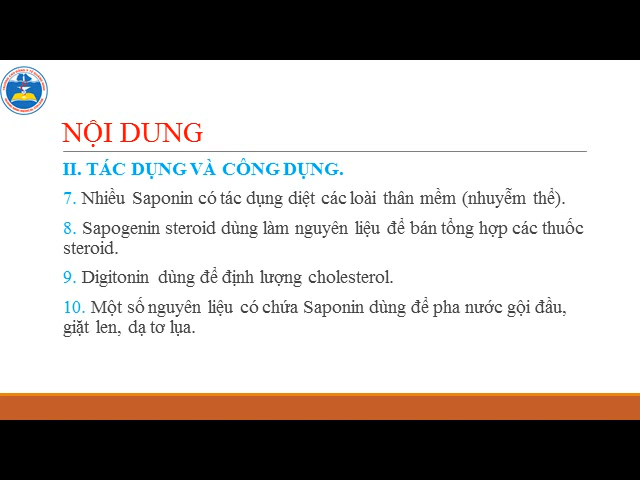 NỘI DUNG
II. TÁC DỤNG VÀ CÔNG DỤNG.
7. Nhiều Saponin có tác dụng diệt các loài thân mềm (nhuyễm thể).
8. Sapogenin steroid dùng làm nguyên liệu để bán tổng hợp các thuốc
steroid.
9. Digitonin dùng để định lượng cholesterol.
10. Một số nguyên liệu có chứa Saponin dùng để pha nước gội đầu,
giặt len, dạ tơ lụa.